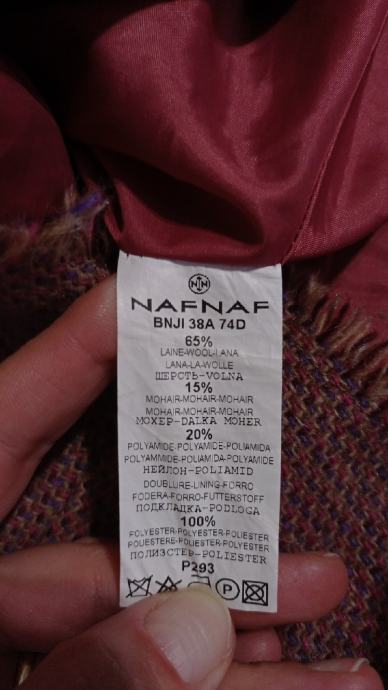 NAFNAF
BNJI 38A 74D
65%
LAINE-WOOL-LANA
LANA-LA-WOLLE
ШЕРСТЬ-VOLNA
15%
MOHAIR-MOHAIR-MOHAIR
MOHAIR-MOHAIR-MOHAIR
МОХЕР-DALKA MOHER
20%
POLYAMIDE-POLYAMIDE-POLIAMIDA
POLYAMMIDE-POLIAMIDA-POLYAMIDE
НЕЙЛОН-POLIAMID
DOUBLURE-LINING-FORRO
FODERA-FORRO-FUTTERSTOFF
ПОДКЛАДКА-PODLOGA
100%
POLYESTER-POLYESTER-POLIESTER
POLIESTERE-POLIESTER-POLYESTER
ПОЛИЭСТЕР-POLIESTER
P293
P